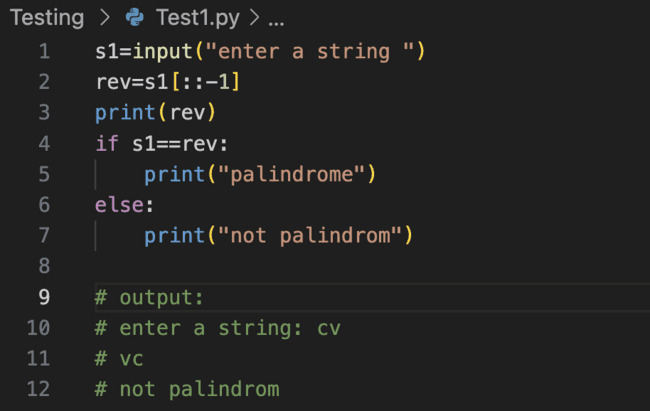 Testing > Test1.py > ...
1 s1=input("enter a string ")
2 rev=s1[::-1]
3 print(rev)
4 if s1==rev:
5     print("palindrome")
6 else:
7     print("not palindrom")
8
9 # output:
10 # enter a string: cv
11 # vc
12 # not palindrom